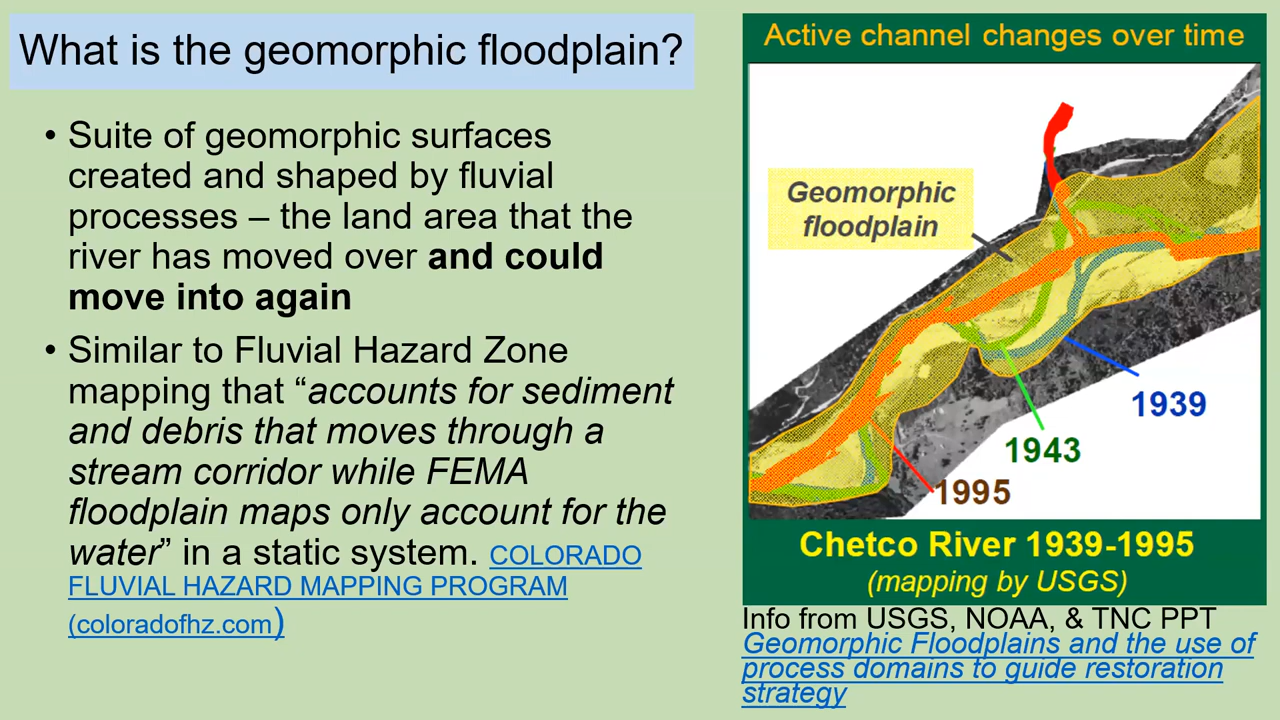 What is the geomorphic floodplain?
• Suite of geomorphic surfaces
created and shaped by fluvial
processes – the land area that the
river has moved over and could
move into again
• Similar to Fluvial Hazard Zone
mapping that “accounts for sediment
and debris that moves through a
stream corridor while FEMA
floodplain maps only account for the
water” in a static system. COLORADO
FLUVIAL HAZARD MAPPING PROGRAM
(coloradofhz.com)
Active channel changes over time
Geomorphic
floodplain
1939
1943
1995
Chetco River 1939-1995
(mapping by USGS)
Info from USGS, NOAA, & TNC PPT
Geomorphic Floodplains and the use of
process domains to guide restoration
strategy